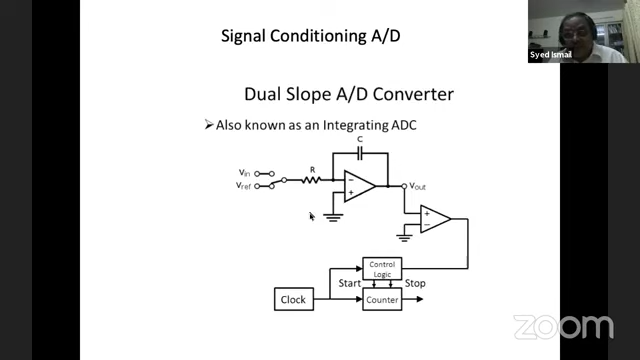 Signal Conditioning A/D
Syed Ismail
Dual Slope A/D Converter
➢Also known as an Integrating ADC
C
Vin
R
Vref
−
+
Vout
+
−
Control
Logic
Start
Stop
Clock
Counter
zoom